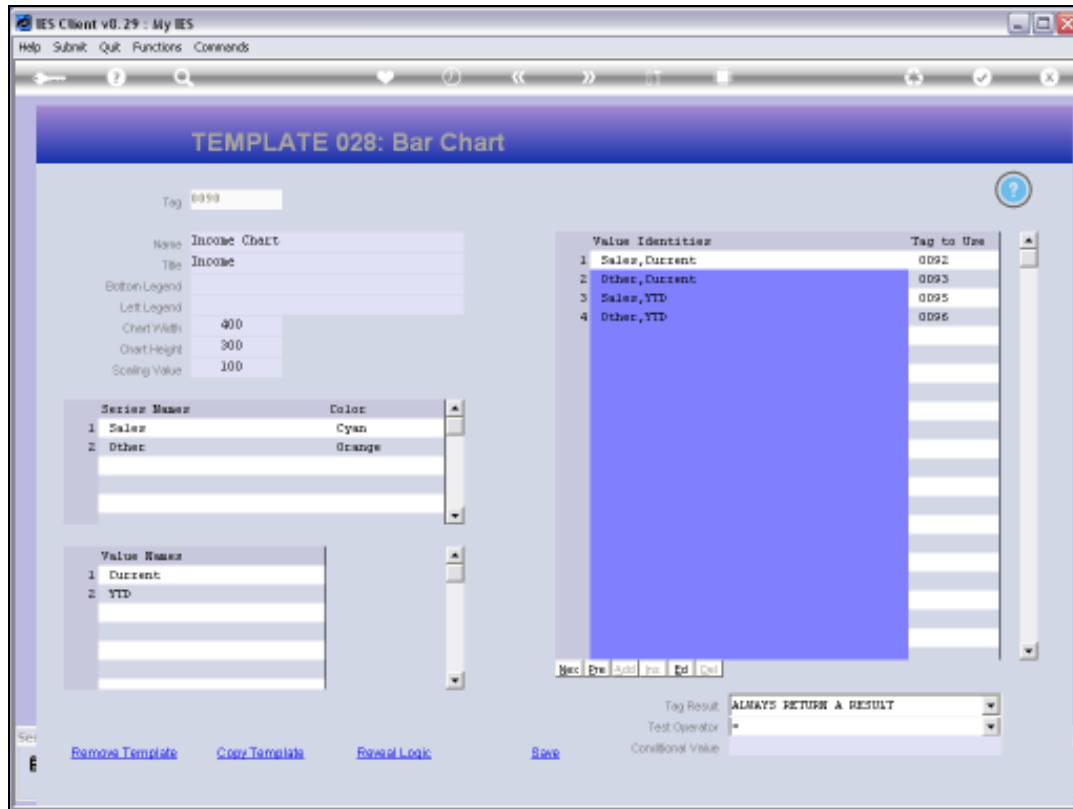 IES Client v8.29 : My IES
Help Submit Quit Functions Commands
TEMPLATE 028: Bar Chart
Tag 0090
Name Income Chart
Title Income
Bottom Legend
Left Legend
Chart Width 400
Chart Height 300
Scaling Value 100
Series Names Color
1 Sales Cyan
2 Other Orange
Value Names
1 Current
2 YTD
Value Identities Tag to Use
1 Sales,Current 0092
2 Other,Current 0093
3 Sales,YTD 0095
4 Other,YTD 0096
Nex Pre Add Ins Ed Del
Tag Result ALWAYS RETURN A RESULT
Test Operator =
Conditional Value
Remove Template Copy Template Reveal Logic Save